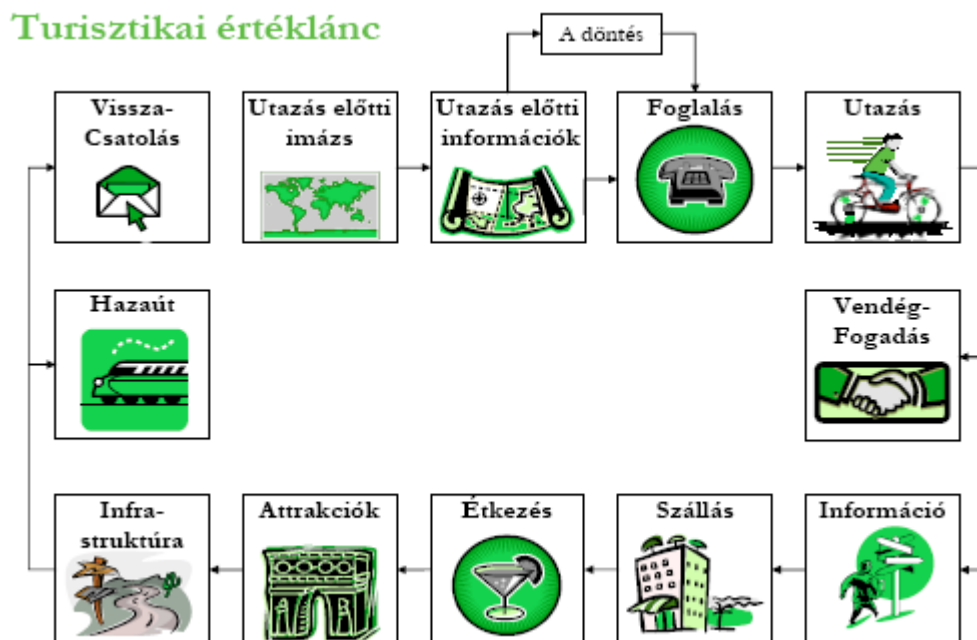 Turisztikai értéklánc
A döntés
Vissza-
Csatolás
Utazás előtti
imázs
Utazás előtti
információk
Foglalás
Utazás
Hazaút
Vendég-
Fogadás
Infra-
struktúra
Attrakciók
Étkezés
Szállás
Információ